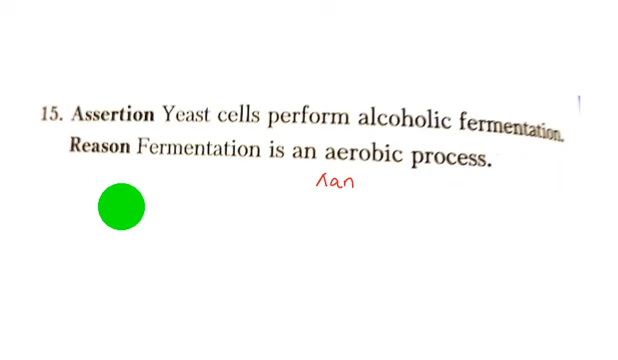 15. Assertion Yeast cells perform alcoholic fermentation.
Reason Fermentation is an aerobic process.
^an